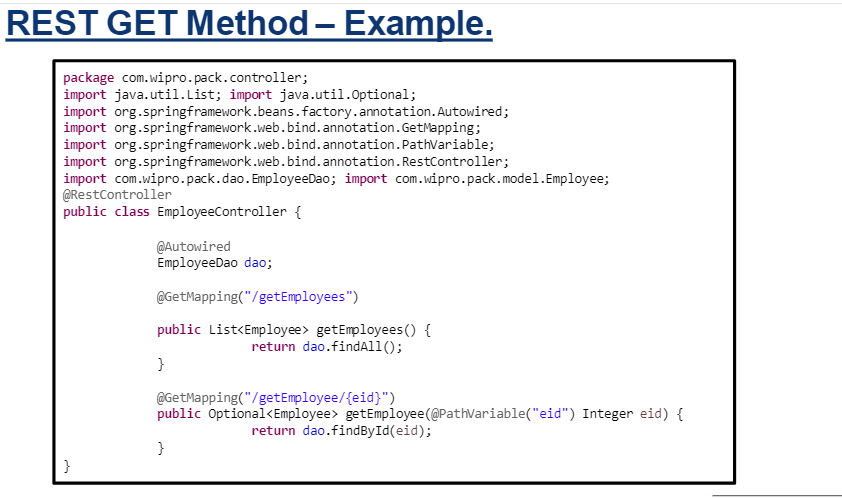 REST GET Method – Example.
package com.wipro.pack.controller;
import java.util.List; import java.util.Optional;
import org.springframework.beans.factory.annotation.Autowired;
import org.springframework.web.bind.annotation.GetMapping;
import org.springframework.web.bind.annotation.PathVariable;
import org.springframework.web.bind.annotation.RestController;
import com.wipro.pack.dao.EmployeeDao; import com.wipro.pack.model.Employee;
@RestController
public class EmployeeController {
@Autowired
EmployeeDao dao;
@GetMapping("/getEmployees")
public List<Employee> getEmployees() {
return dao.findAll();
}
@GetMapping("/getEmployee/{eid}")
public Optional<Employee> getEmployee(@PathVariable("eid") Integer eid) {
return dao.findById(eid);
}
}